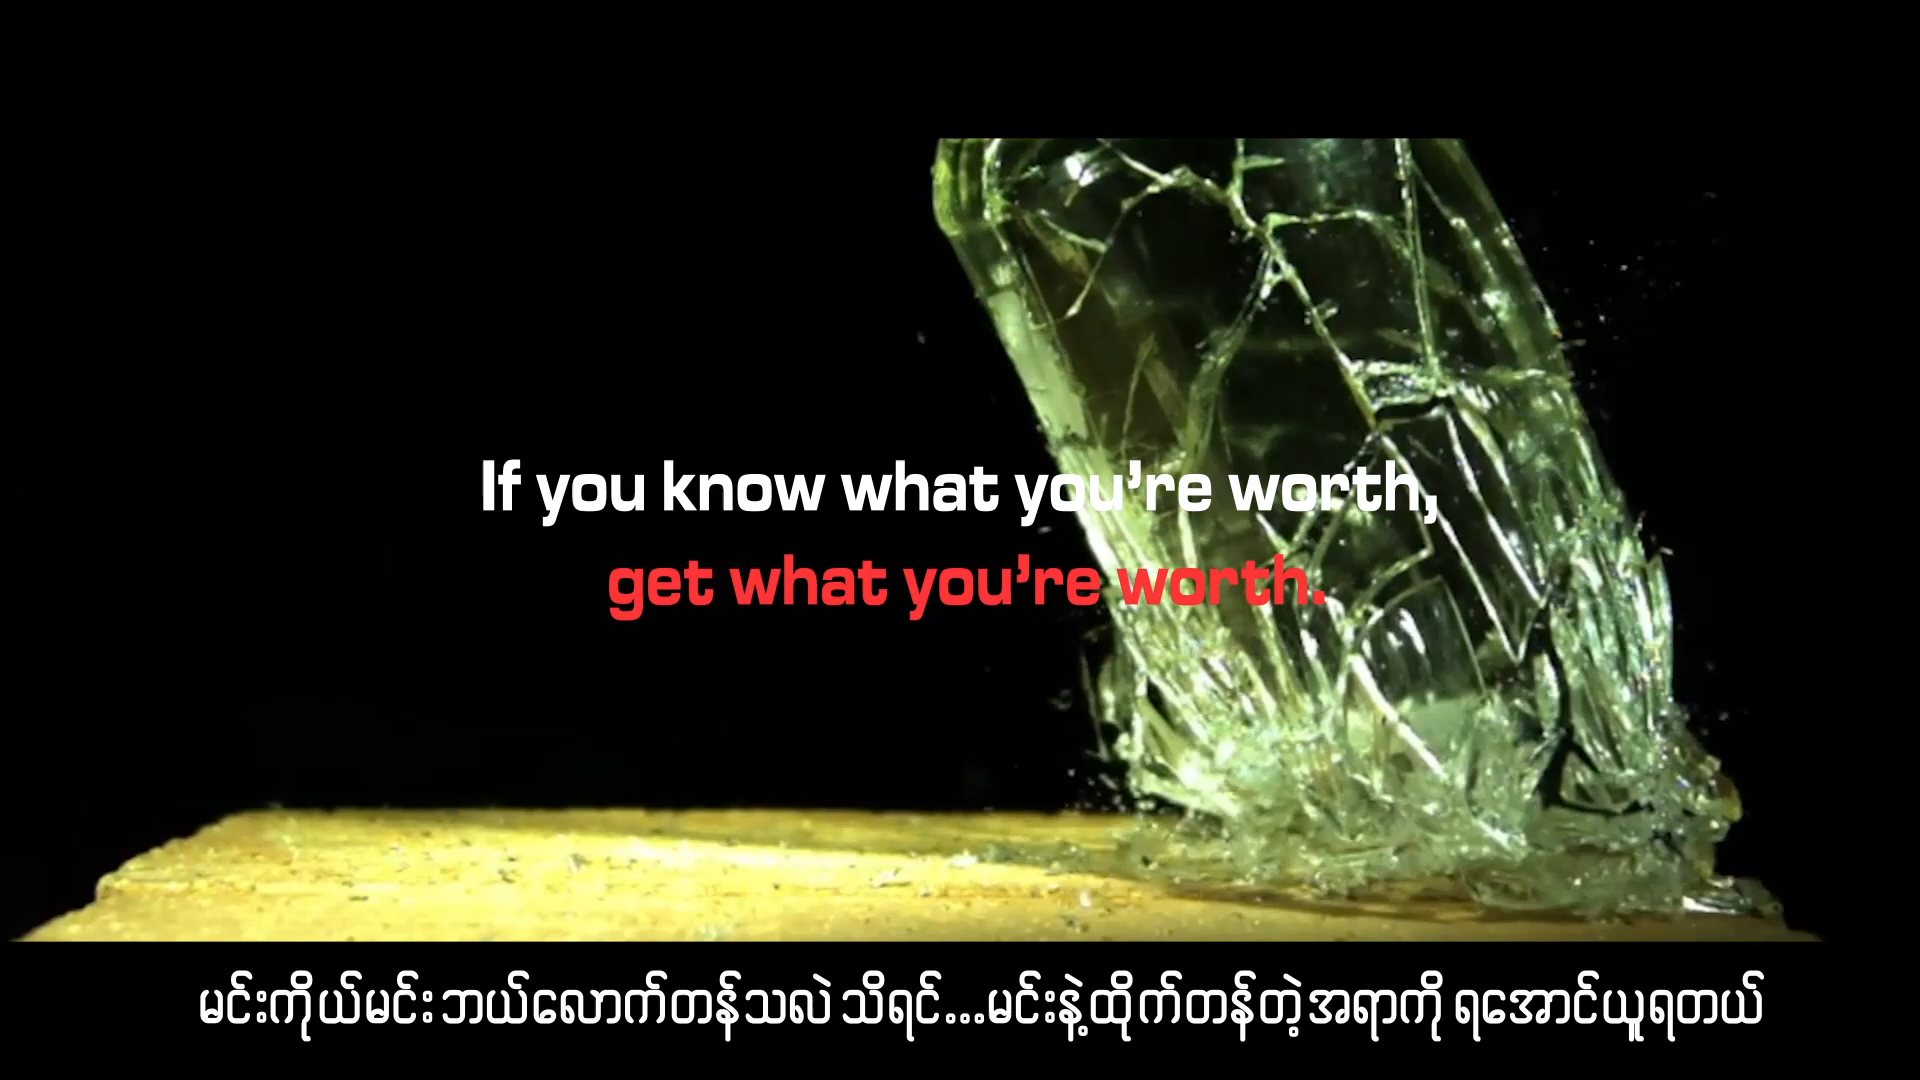 If you know what you’re worth,
get what you’re worth.
မင်းကိုယ်မင်း ဘယ်လောက်တန်သလဲ သိရင်...မင်းနဲ့ထိုက်တန်တဲ့အရာကို ရအောင်ယူရတယ်